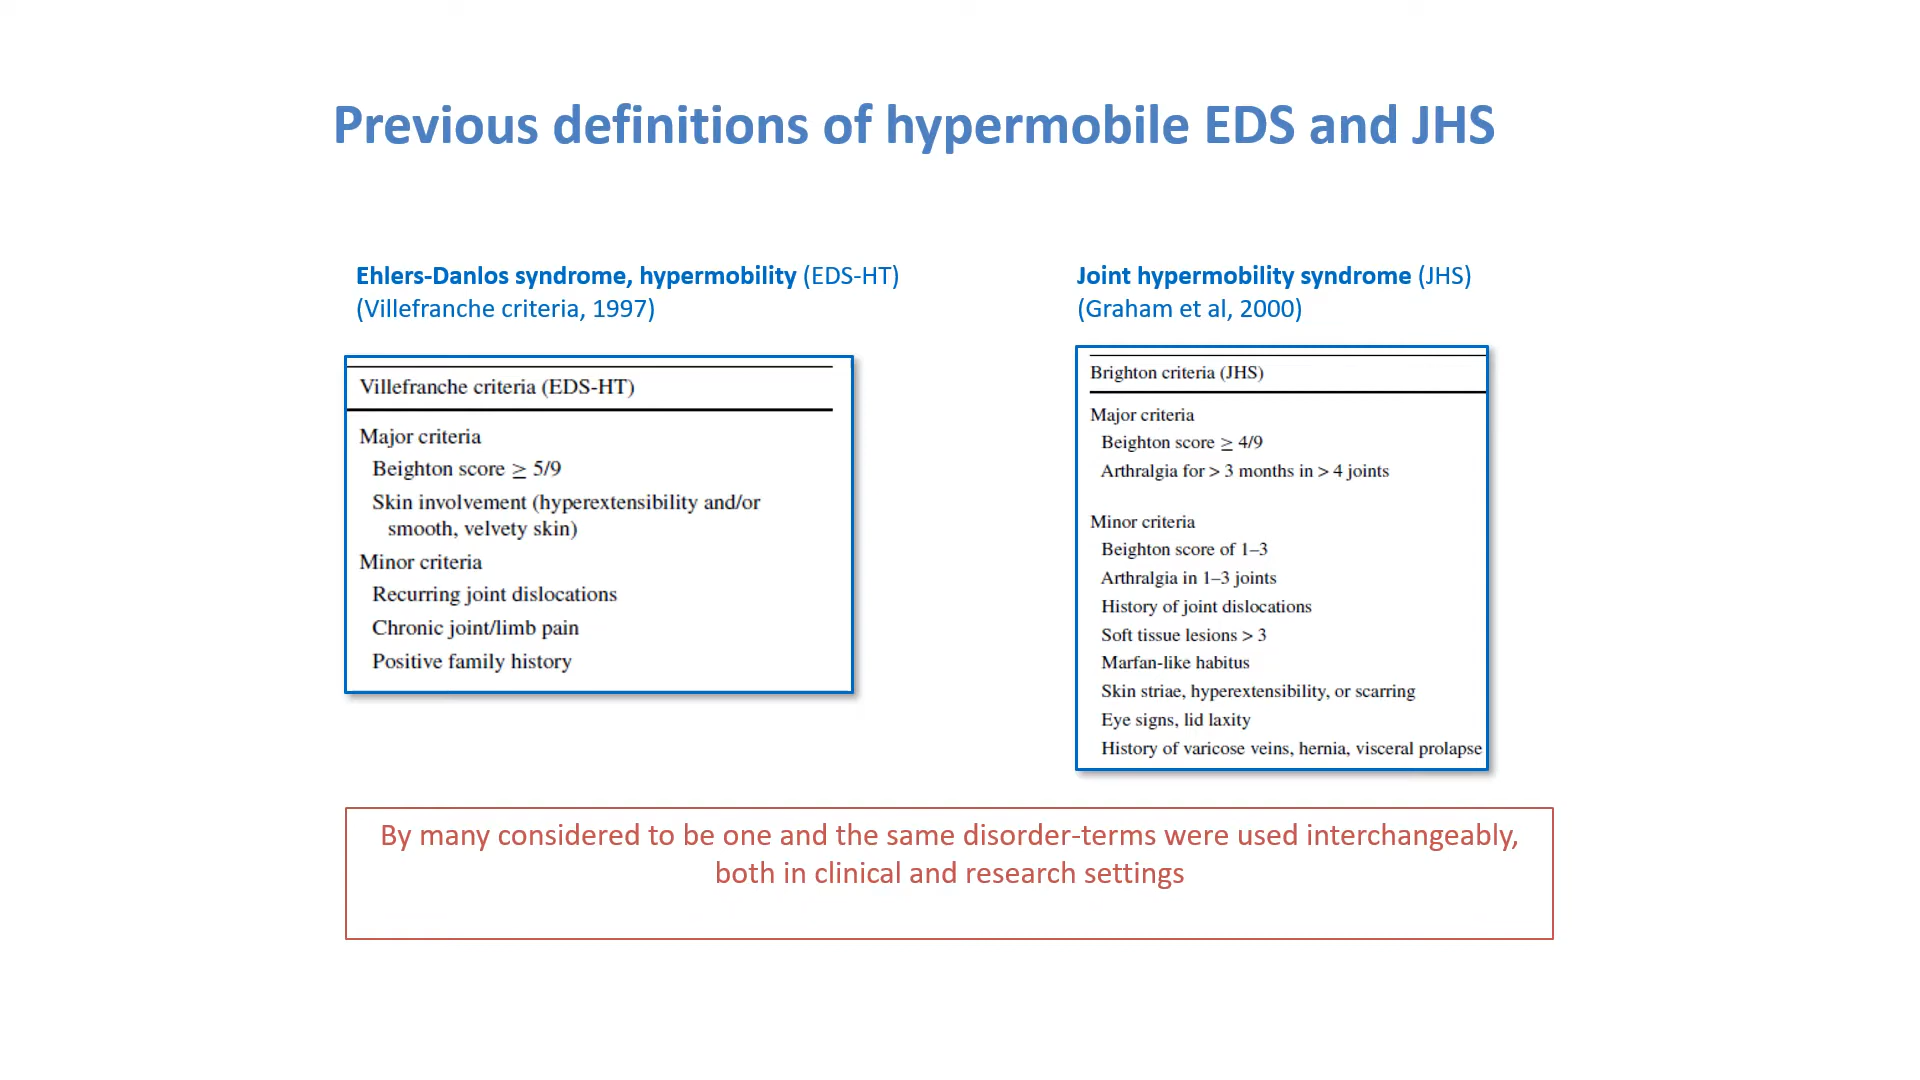 Previous definitions of hypermobile EDS and JHS
Ehlers-Danlos syndrome, hypermobility (EDS-HT)
(Villefranche criteria, 1997)
Villefranche criteria (EDS-HT)
Major criteria
Beighton score ≥ 5/9
Skin involvement (hyperextensibility and/or
smooth, velvety skin)
Minor criteria
Recurring joint dislocations
Chronic joint/limb pain
Positive family history
Joint hypermobility syndrome (JHS)
(Graham et al, 2000)
Brighton criteria (JHS)
Major criteria
Beighton score ≥ 4/9
Arthralgia for > 3 months in > 4 joints
Minor criteria
Beighton score of 1–3
Arthralgia in 1–3 joints
History of joint dislocations
Soft tissue lesions > 3
Marfan-like habitus
Skin striae, hyperextensibility, or scarring
Eye signs, lid laxity
History of varicose veins, hernia, visceral prolapse
By many considered to be one and the same disorder-terms were used interchangeably,
both in clinical and research settings